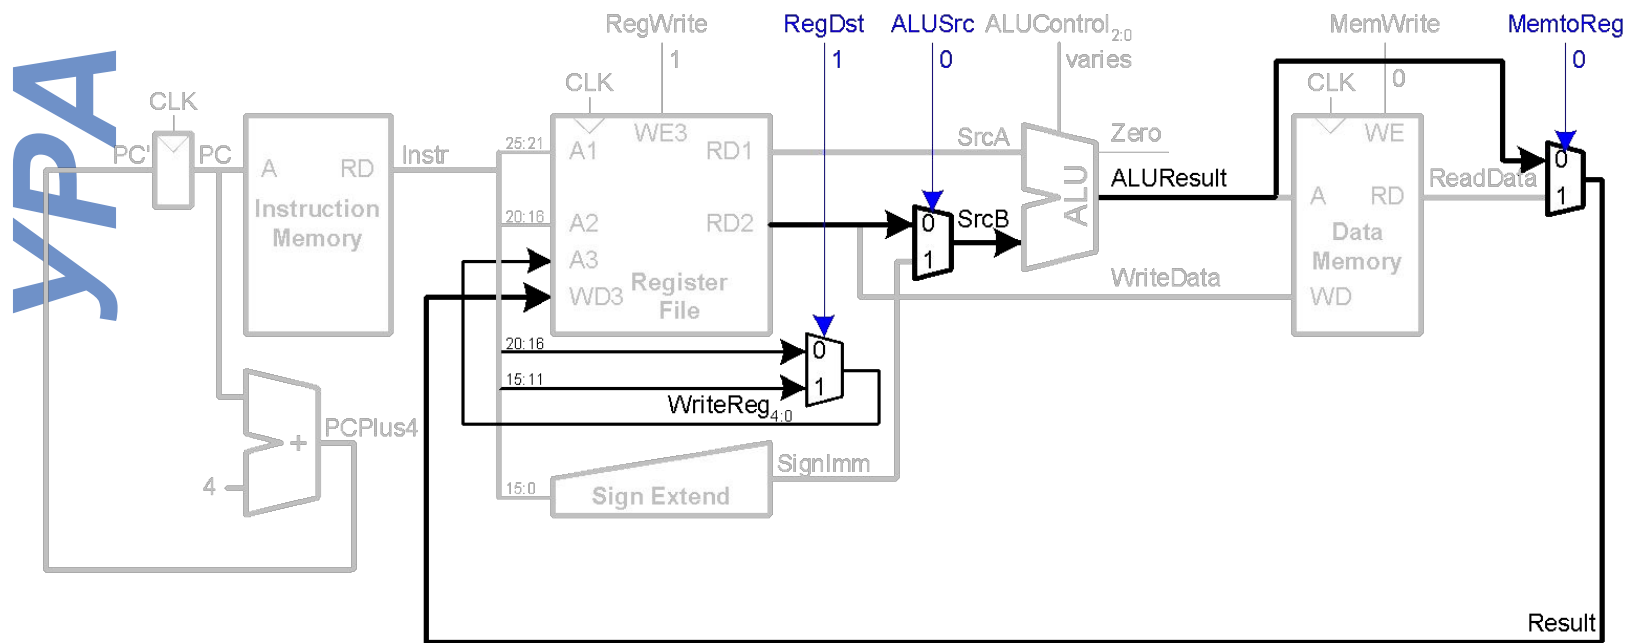 RegWrite
1
RegDst
1
ALUSrc
0
ALUControl2:0
varies
MemWrite
0
MemtoReg
0
УРА
CLK
PC'
PC
A
RD
Instruction
Memory
Instr
4
+
PCPlus4
CLK
WE3
25:21
A1
RD1
20:16
A2
RD2
A3
WD3
Register
File
20:16
0
15:11
1
WriteReg4:0
15:0
Sign Extend
SignImm
0
1
SrcA
SrcB
ALU
Zero
ALUResult
WriteData
CLK
WE
A
RD
Data
Memory
WD
ReadData
0
1
Result